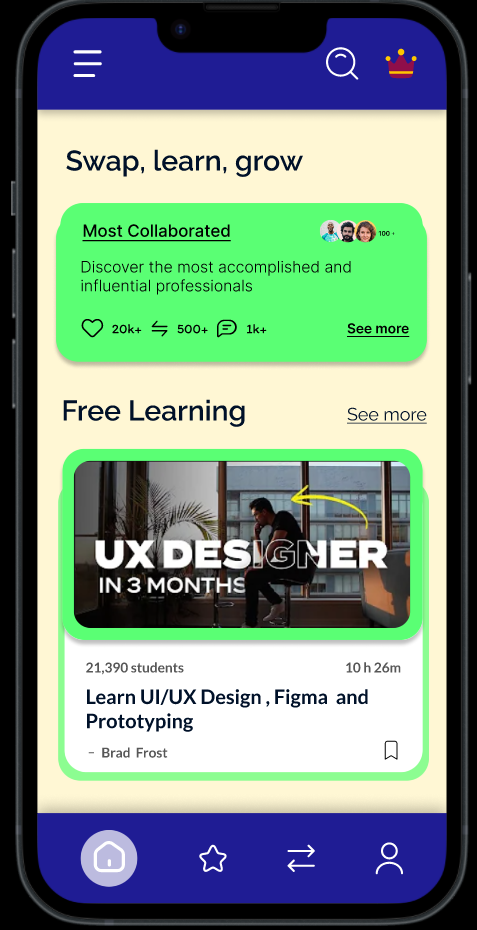 Swap, learn, grow
Most Collaborated
100 +
Discover the most accomplished and
influential professionals
20k+ 500+ 1k+ See more
Free Learning
See more
UX DESIGNER
IN 3 MONTHS
21,390 students 10 h 26m
Learn UI/UX Design , Figma and
Prototyping
– Brad Frost